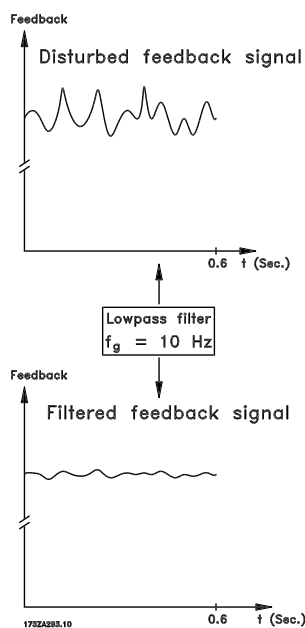 Feedback
Disturbed feedback signal
0.6 t (Sec.)
Lowpass filter
fg = 10 Hz
Feedback
Filtered feedback signal
0.6 t (Sec.)
175ZA293.10